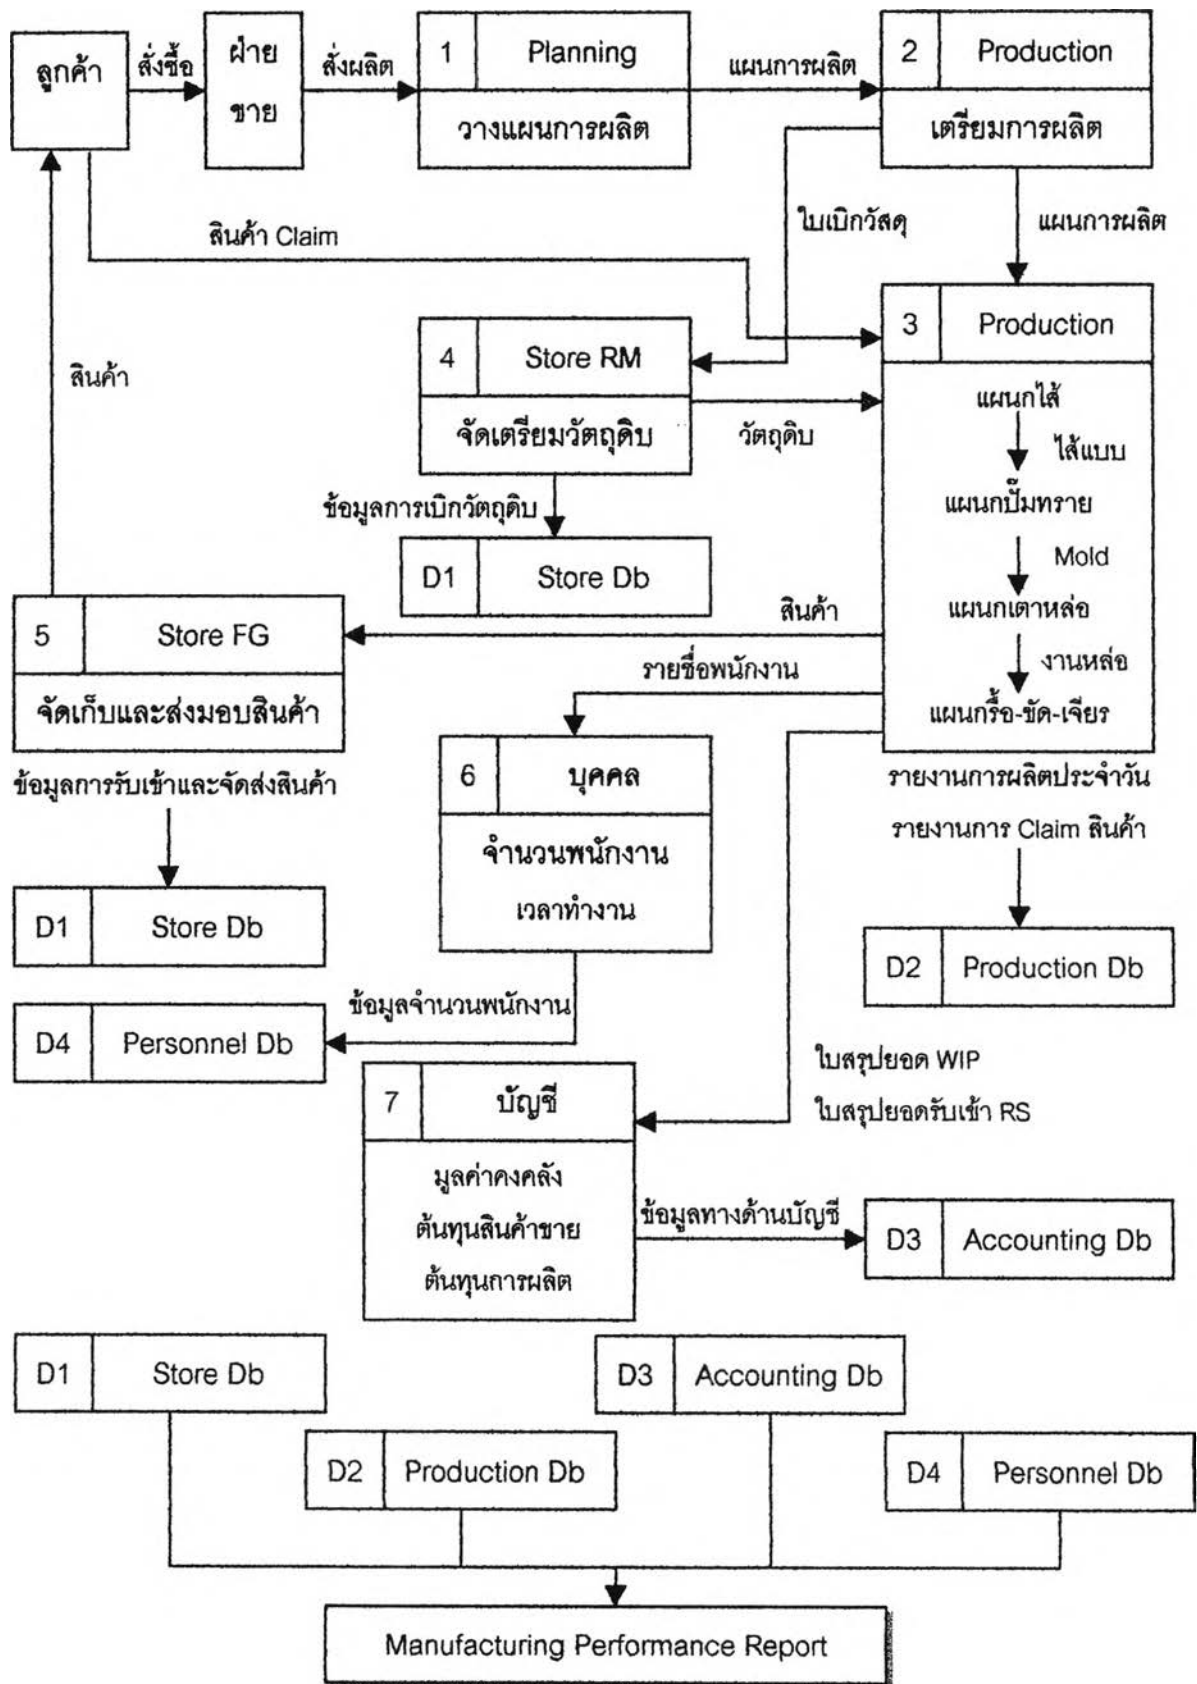 ลูกค้า
สั่งซื้อ
ฝ่าย
ขาย
สั่งผลิต
1 Planning
วางแผนการผลิต
แผนการผลิต
2 Production
เตรียมการผลิต
สินค้า Claim
ใบเบิกวัสดุ
แผนการผลิต
3 Production
แผนกไส้
ไส้แบบ
แผนกปั๊มทราย
Mold
แผนกเตาหล่อ
งานหล่อ
แผนกรื้อ-ขัด-เจียร
4 Store RM
จัดเตรียมวัตถุดิบ
วัตถุดิบ
สินค้า
ข้อมูลการเบิกวัตถุดิบ
D1 Store Db
สินค้า
5 Store FG
จัดเก็บและส่งมอบสินค้า
รายชื่อพนักงาน
6 บุคคล
จำนวนพนักงาน
เวลาทำงาน
ข้อมูลการรับเข้าและจัดส่งสินค้า
D1 Store Db
รายงานการผลิตประจำวัน
รายงานการ Claim สินค้า
D2 Production Db
ข้อมูลจำนวนพนักงาน
D4 Personnel Db
ใบสรุปยอด WIP
ใบสรุปยอดรับเข้า RS
7 บัญชี
มูลค่าคงคลัง
ต้นทุนสินค้าขาย
ต้นทุนการผลิต
ข้อมูลทางด้านบัญชี
D3 Accounting Db
D1 Store Db
D3 Accounting Db
D2 Production Db
D4 Personnel Db
Manufacturing Performance Report